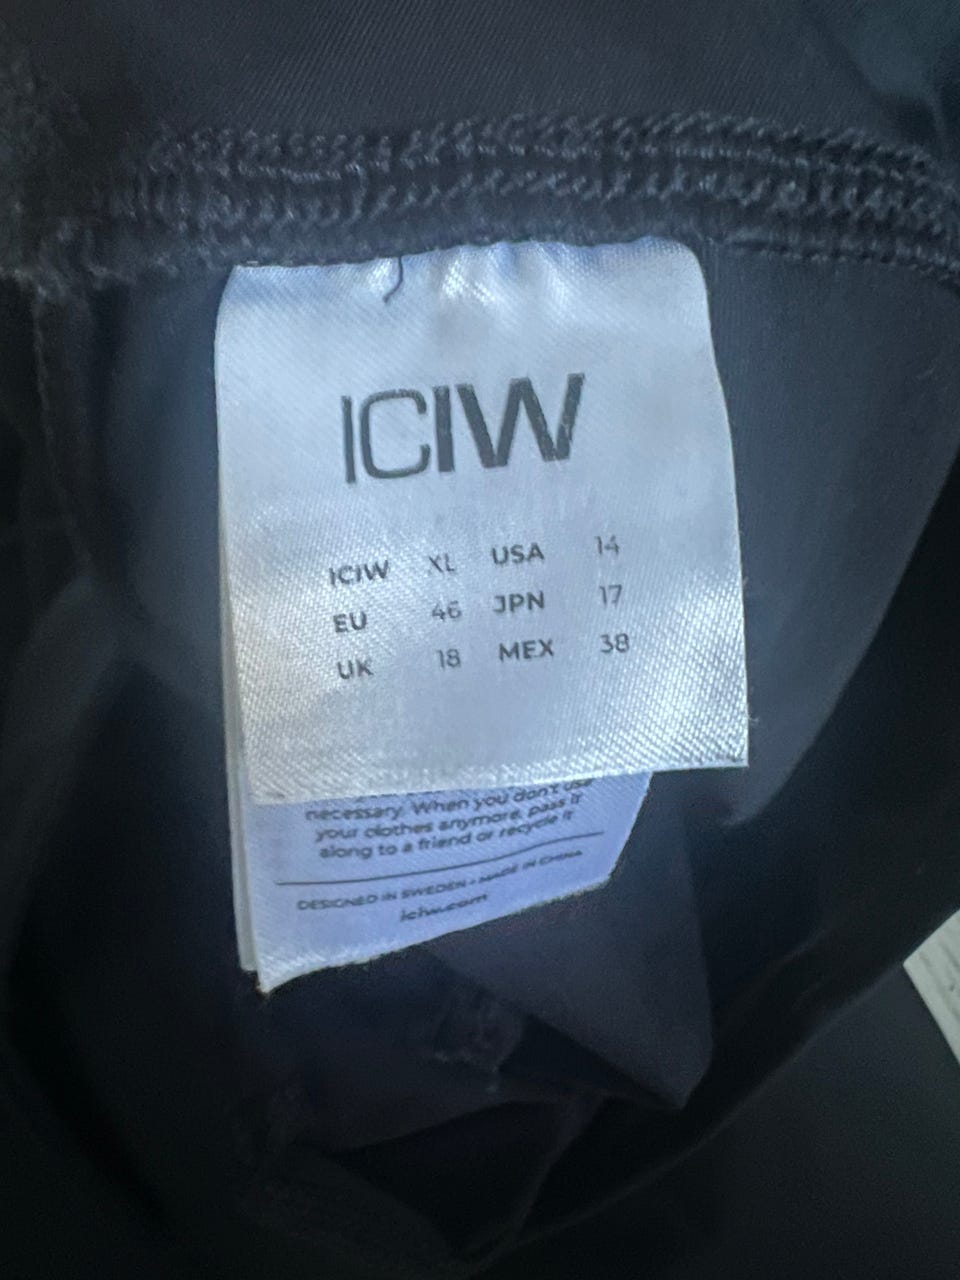 ICIW
ICIW XL USA 14
EU 46 JPN 17
UK 18 MEX 38
necessary. When you don't use
your clothes anymore, pass it
along to a friend or recycle it
DESIGNED IN SWEDEN • MADE IN CHINA
iciw.com